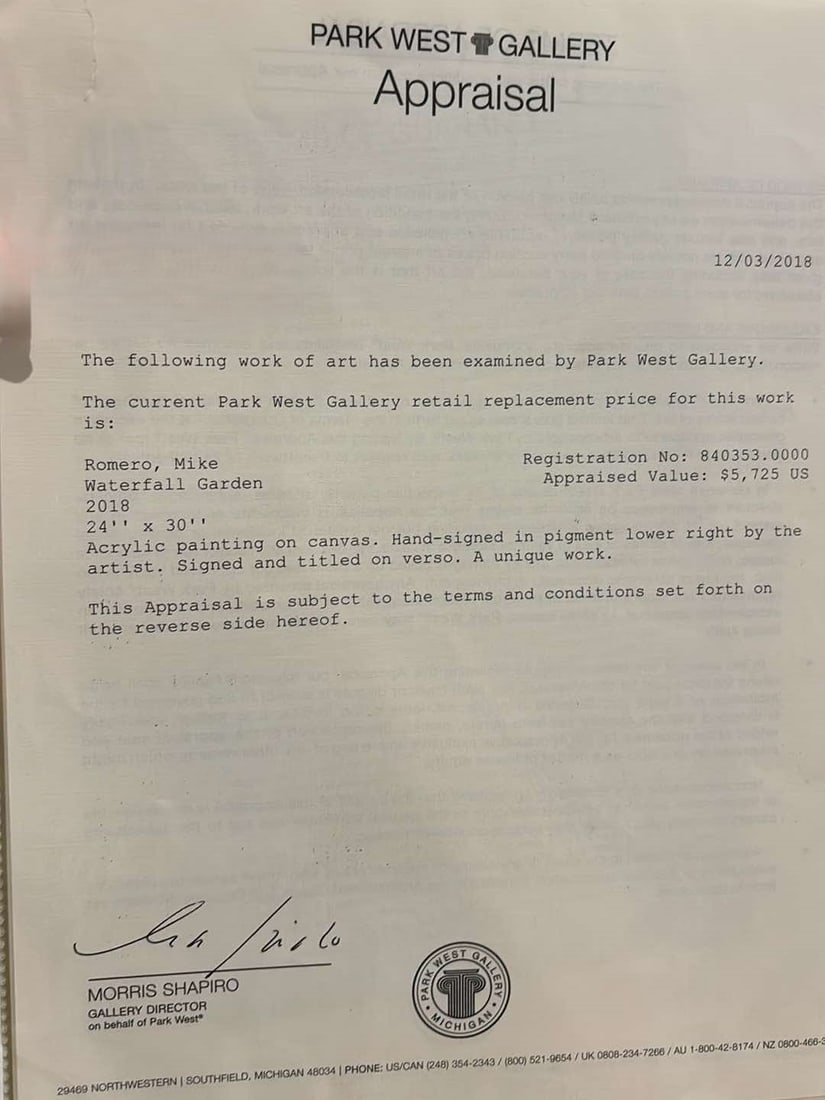 PARK WEST GALLERY
Appraisal
12/03/2018
The following work of art has been examined by Park West Gallery.
The current Park West Gallery retail replacement price for this work
is:
Romero, Mike
Registration No: 840353.0000
Waterfall Garden
Appraised Value: $5,725 US
2018
24'' x 30''
Acrylic painting on canvas. Hand-signed in pigment lower right by the
artist. Signed and titled on verso. A unique work.
This Appraisal is subject to the terms and conditions set forth on
the reverse side hereof.
MORRIS SHAPIRO
GALLERY DIRECTOR
on behalf of Park West®
PARK WEST GALLERY
• MICHIGAN •
29469 NORTHWESTERN | SOUTHFIELD, MICHIGAN 48034 | PHONE: US/CAN (248) 354-2343 / (800) 521-9654 / UK 0808-234-7266 / AU 1-800-42-8174 / NZ 0800-466-